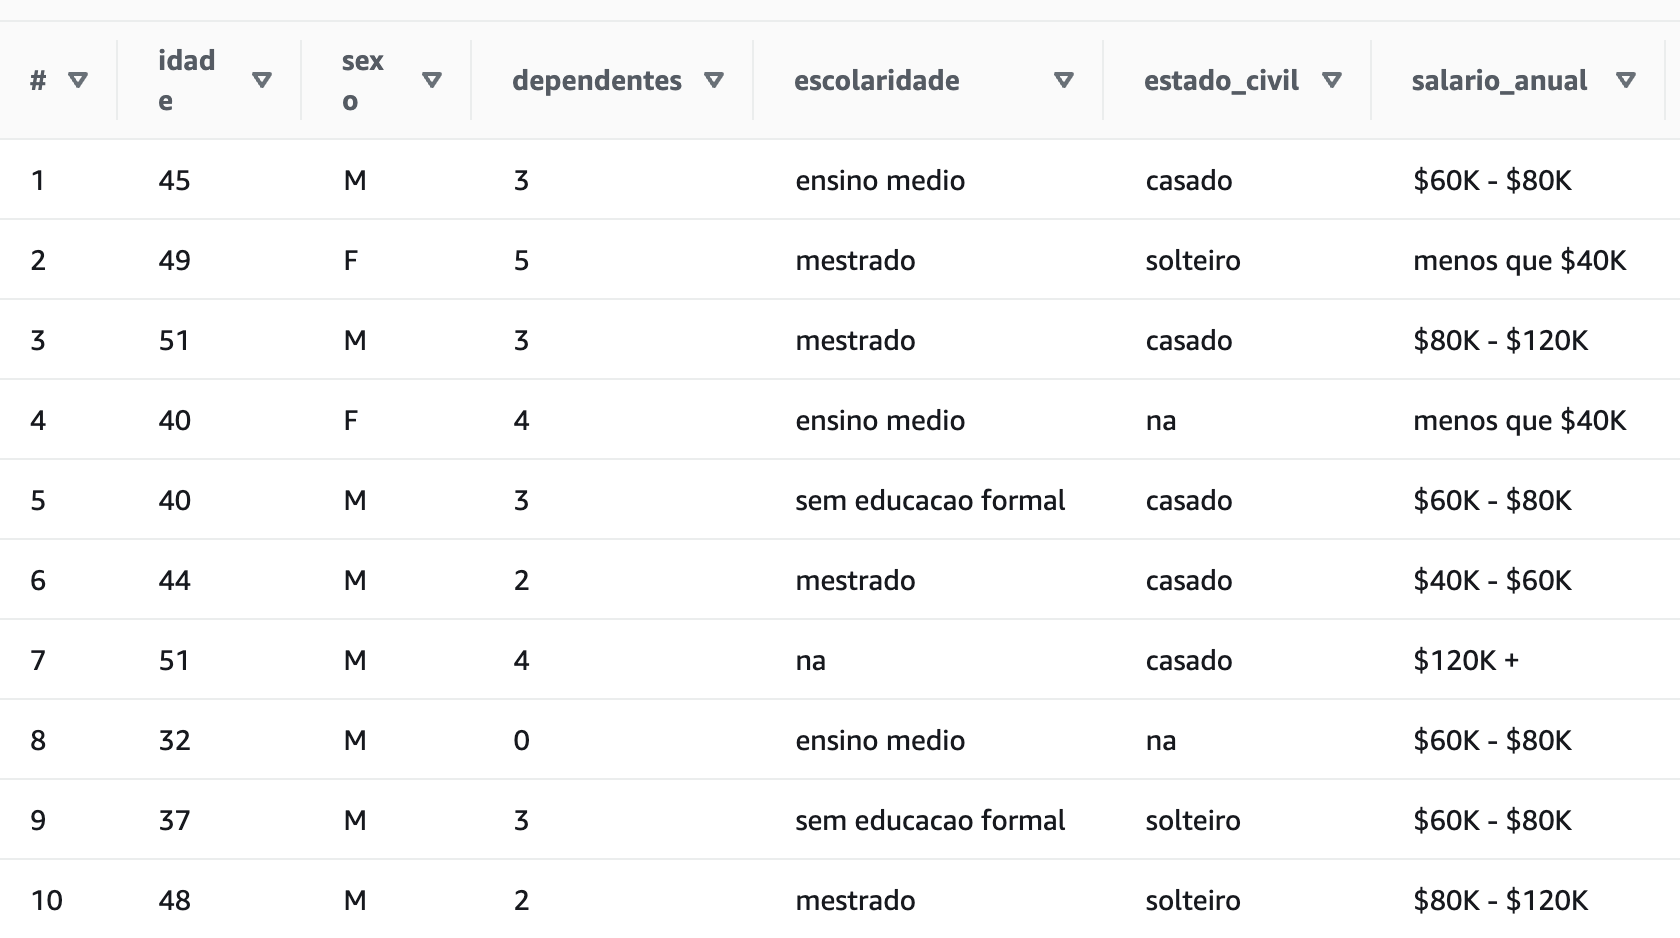 # idade sexo dependentes escolaridade estado_civil salario_anual
1 45 M 3 ensino medio casado $60K - $80K
2 49 F 5 mestrado solteiro menos que $40K
3 51 M 3 mestrado casado $80K - $120K
4 40 F 4 ensino medio na menos que $40K
5 40 M 3 sem educacao formal casado $60K - $80K
6 44 M 2 mestrado casado $40K - $60K
7 51 M 4 na casado $120K +
8 32 M 0 ensino medio na $60K - $80K
9 37 M 3 sem educacao formal solteiro $60K - $80K
10 48 M 2 mestrado solteiro $80K - $120K